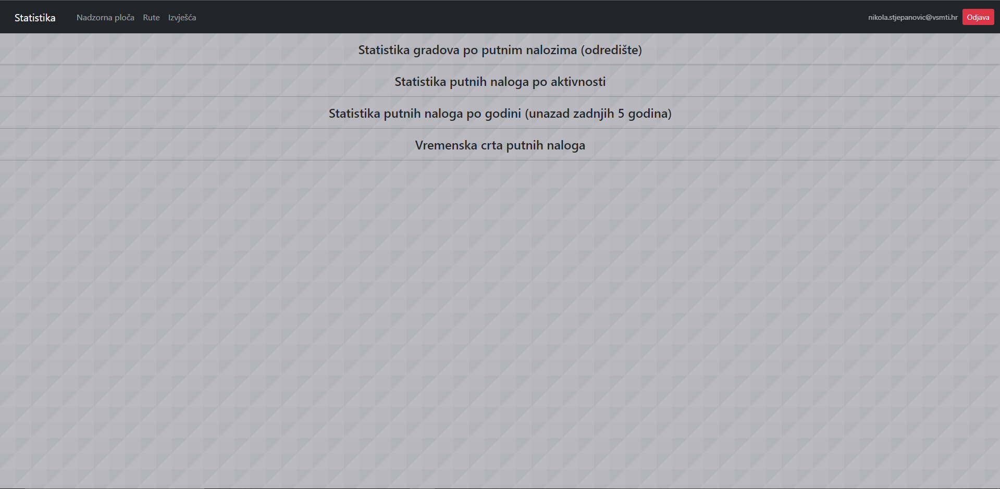 Statistika Nadzorna ploča Rute Izvješća nikola.stjepanovic@vsmti.hr Odjava
Statistika gradova po putnim nalozima (odredište)
Statistika putnih naloga po aktivnosti
Statistika putnih naloga po godini (unazad zadnjih 5 godina)
Vremenska crta putnih naloga